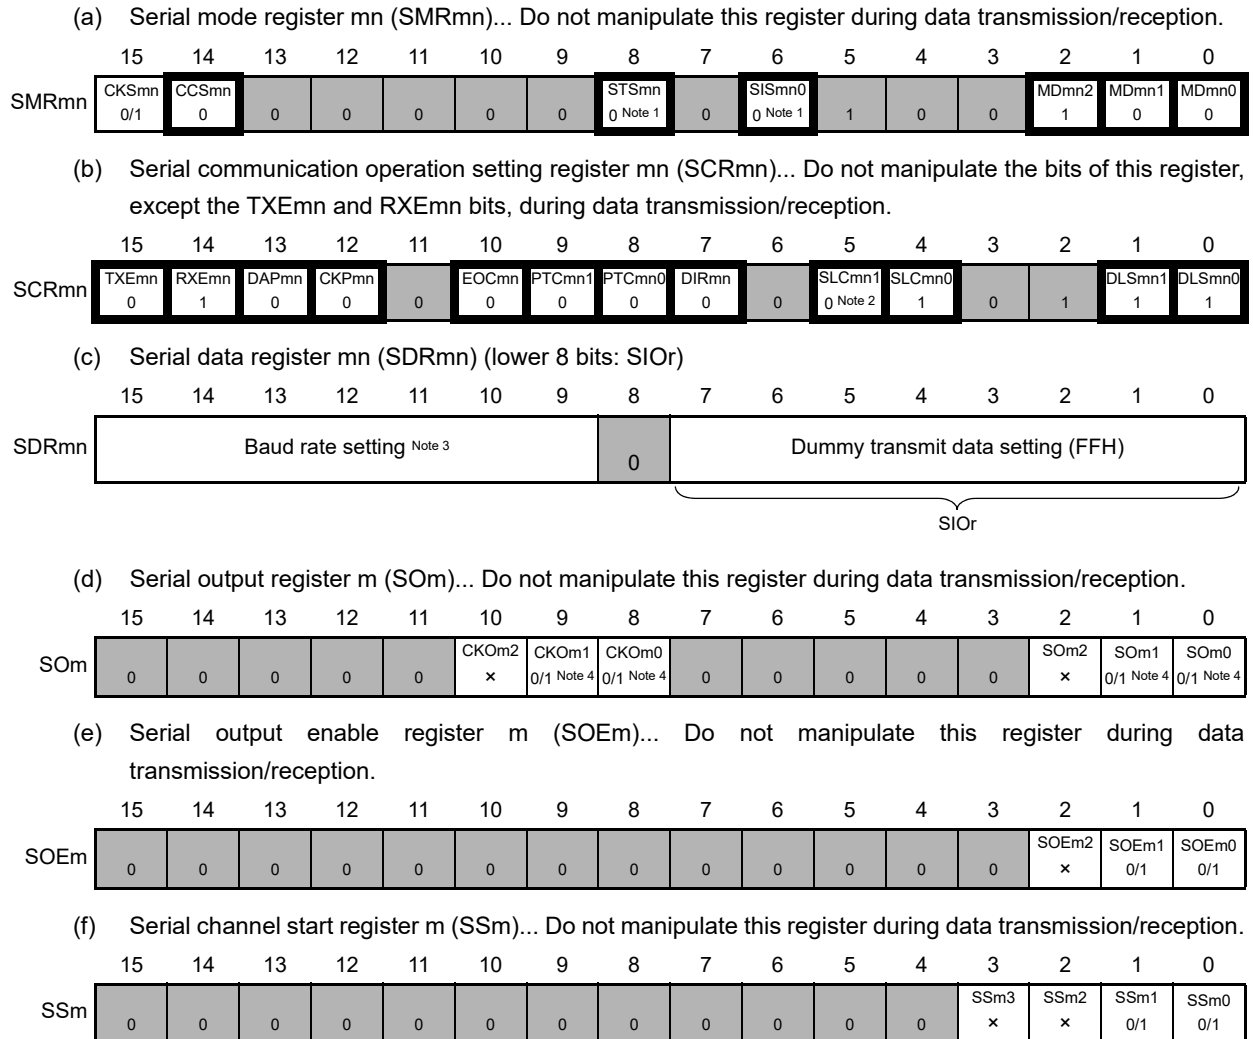 (a) Serial mode register mn (SMRmn)... Do not manipulate this register during data transmission/reception.
15 14 13 12 11 10 9 8 7 6 5 4 3 2 1 0
CKSmn CCSmn STSmn SISmn0 MDmn2 MDmn1 MDmn0
SMRmn 0/1 0 0 0 0 0 0 0 Note 1 0 0 Note 1 1 0 0 1 0 0
(b) Serial communication operation setting register mn (SCRmn)... Do not manipulate the bits of this register,
except the TXEmn and RXEmn bits, during data transmission/reception.
15 14 13 12 11 10 9 8 7 6 5 4 3 2 1 0
TXEmn RXEmn DAPmn CKPmn EOCmn PTCmn1 PTCmn0 DIRmn SLCmn1 SLCmn0 DLSmn1 DLSmn0
SCRmn 0 1 0 0 0 0 0 0 0 0 0 Note 2 1 0 1 1 1
(c) Serial data register mn (SDRmn) (lower 8 bits: SIOr)
15 14 13 12 11 10 9 8 7 6 5 4 3 2 1 0
SDRmn Baud rate setting Note 3 0 Dummy transmit data setting (FFH)
SIOr
(d) Serial output register m (SOm)... Do not manipulate this register during data transmission/reception.
15 14 13 12 11 10 9 8 7 6 5 4 3 2 1 0
CKOm2 CKOm1 CKOm0 SOm2 SOm1 SOm0
SOm 0 0 0 0 0 × 0/1 Note 4 0/1 Note 4 0 0 0 0 0 × 0/1 Note 4 0/1 Note 4
(e) Serial output enable register m (SOEm)... Do not manipulate this register during data
transmission/reception.
15 14 13 12 11 10 9 8 7 6 5 4 3 2 1 0
SOEm2 SOEm1 SOEm0
SOEm 0 0 0 0 0 0 0 0 0 0 0 0 0 × 0/1 0/1
(f) Serial channel start register m (SSm)... Do not manipulate this register during data transmission/reception.
15 14 13 12 11 10 9 8 7 6 5 4 3 2 1 0
SSm3 SSm2 SSm1 SSm0
SSm 0 0 0 0 0 0 0 0 0 0 0 0 × × 0/1 0/1